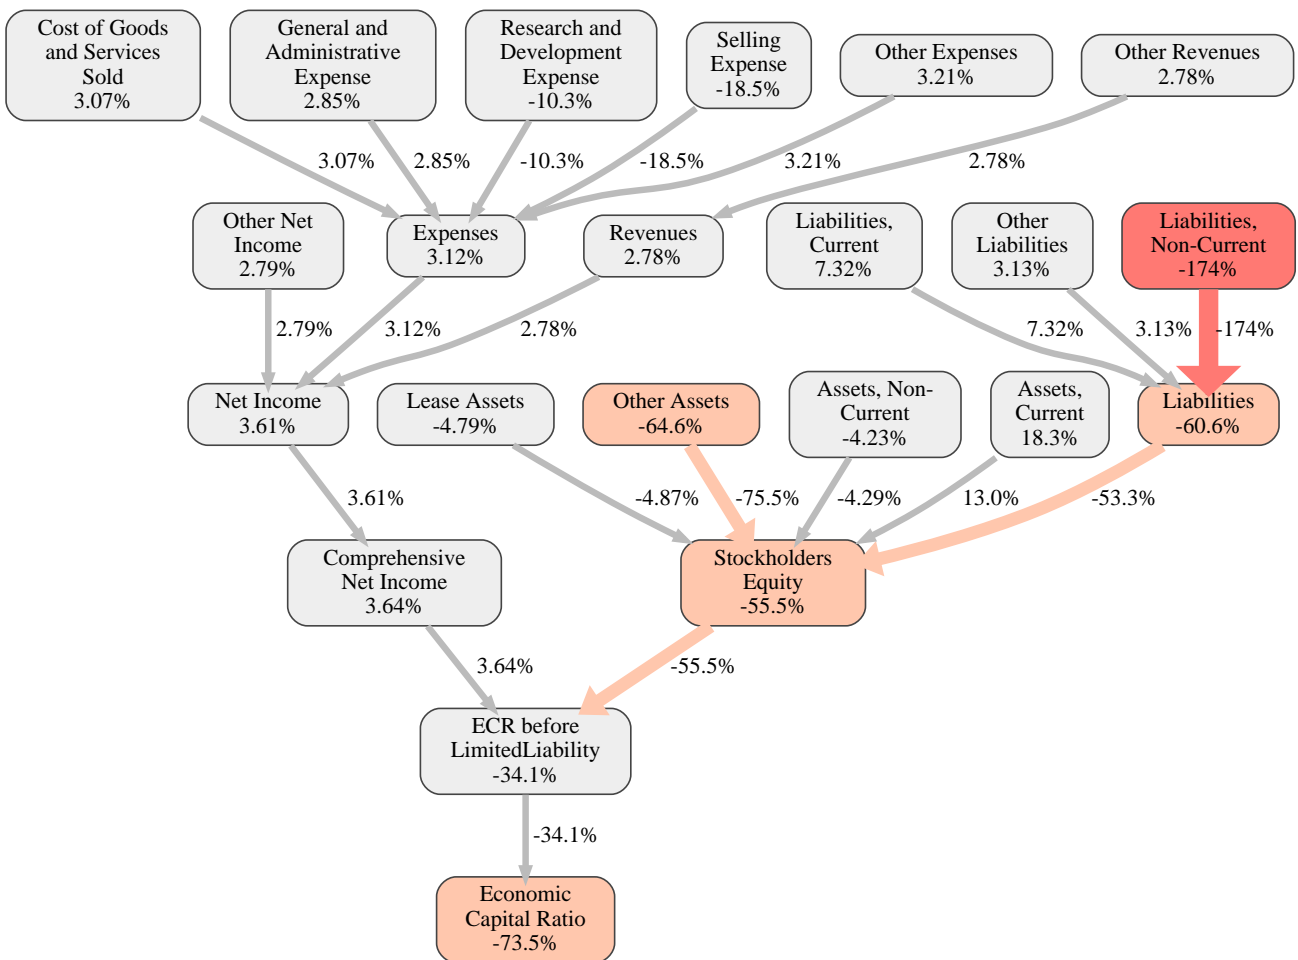 Cost of Goods
and Services
Sold
3.07%
General and
Administrative
Expense
2.85%
Research and
Development
Expense
-10.3%
Selling
Expense
-18.5%
Other Expenses
3.21%
Other Revenues
2.78%
3.07%
2.85%
-10.3%
-18.5%
3.21%
2.78%
Other Net
Income
2.79%
Expenses
3.12%
Revenues
2.78%
Liabilities,
Current
7.32%
Other
Liabilities
3.13%
Liabilities,
Non-Current
-174%
2.79%
3.12%
2.78%
7.32%
3.13%
-174%
Net Income
3.61%
Lease Assets
-4.79%
Other Assets
-64.6%
Assets, Non-
Current
-4.23%
Assets,
Current
18.3%
Liabilities
-60.6%
3.61%
-4.87%
-75.5%
-4.29%
13.0%
-53.3%
Comprehensive
Net Income
3.64%
Stockholders
Equity
-55.5%
3.64%
-55.5%
ECR before
LimitedLiability
-34.1%
-34.1%
Economic
Capital Ratio
-73.5%